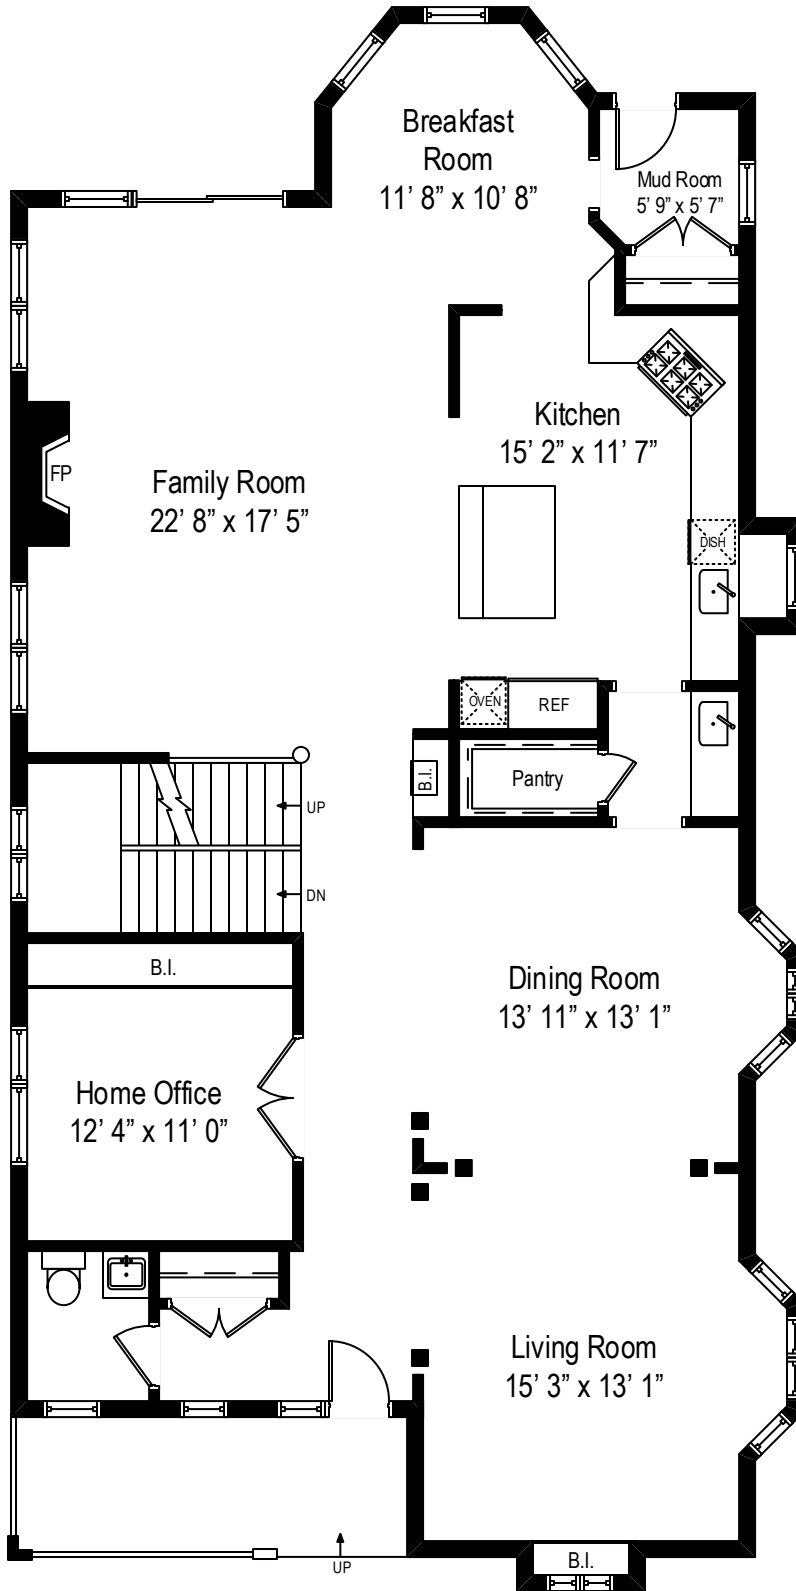 Breakfast
Room
11’ 8” x 10’ 8”
Mud Room
5’ 9” x 5’ 7”
Kitchen
15’ 2” x 11’ 7”
FP
Family Room
22’ 8” x 17’ 5”
DISH
OVEN
REF
B.I.
Pantry
UP
DN
B.I.
Dining Room
13’ 11” x 13’ 1”
Home Office
12’ 4” x 11’ 0”
Living Room
15’ 3” x 13’ 1”
B.I.
UP